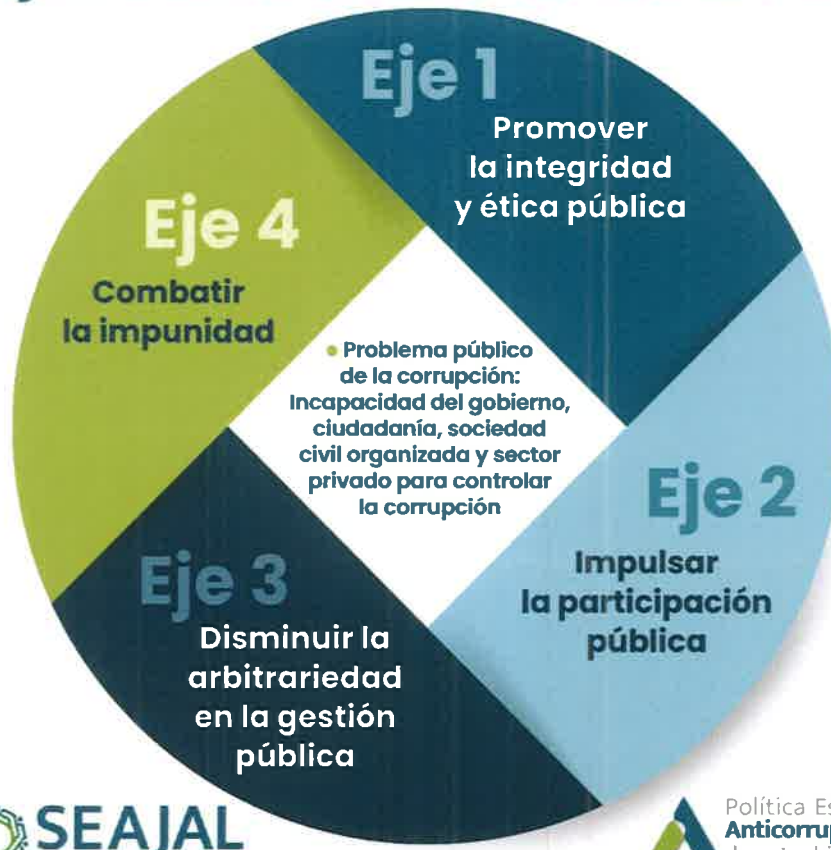 Eje 1
Promover
la integridad
y ética pública
Eje 2
Impulsar
la participación
pública
Eje 3
Disminuir la
arbitrariedad
en la gestión
pública
Eje 4
Combatir
la impunidad
• Problema público
de la corrupción:
Incapacidad del gobierno,
ciudadanía, sociedad
civil organizada y sector
privado para controlar
la corrupción
SEAJAL
Política